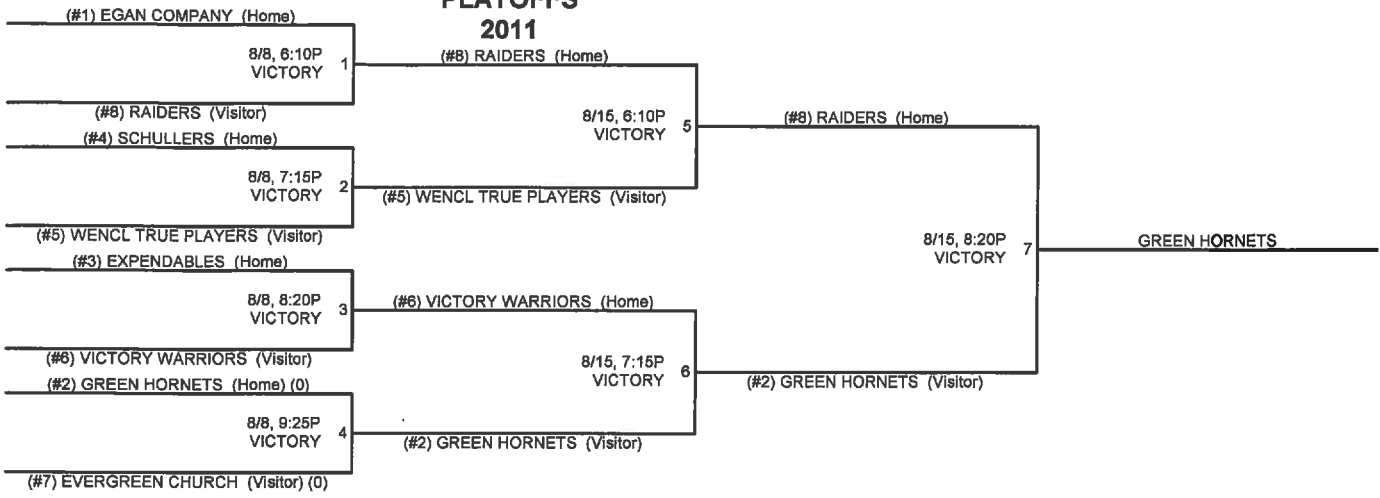 PLAYOFFS
2011
(#1) EGAN COMPANY (Home)
8/8, 6:10P
VICTORY 1
(#8) RAIDERS (Visitor)
(#4) SCHULLERS (Home)
8/8, 7:15P
VICTORY 2
(#5) WENCL TRUE PLAYERS (Visitor)
(#3) EXPENDABLES (Home)
8/8, 8:20P
VICTORY 3
(#6) VICTORY WARRIORS (Visitor)
(#2) GREEN HORNETS (Home) (0)
8/8, 9:25P
VICTORY 4
(#7) EVERGREEN CHURCH (Visitor) (0)
(#8) RAIDERS (Home)
8/15, 6:10P
VICTORY 5
(#5) WENCL TRUE PLAYERS (Visitor)
(#6) VICTORY WARRIORS (Home)
8/15, 7:15P
VICTORY 6
(#2) GREEN HORNETS (Visitor)
(#8) RAIDERS (Home)
8/15, 8:20P
VICTORY 7
(#2) GREEN HORNETS (Visitor)
GREEN HORNETS